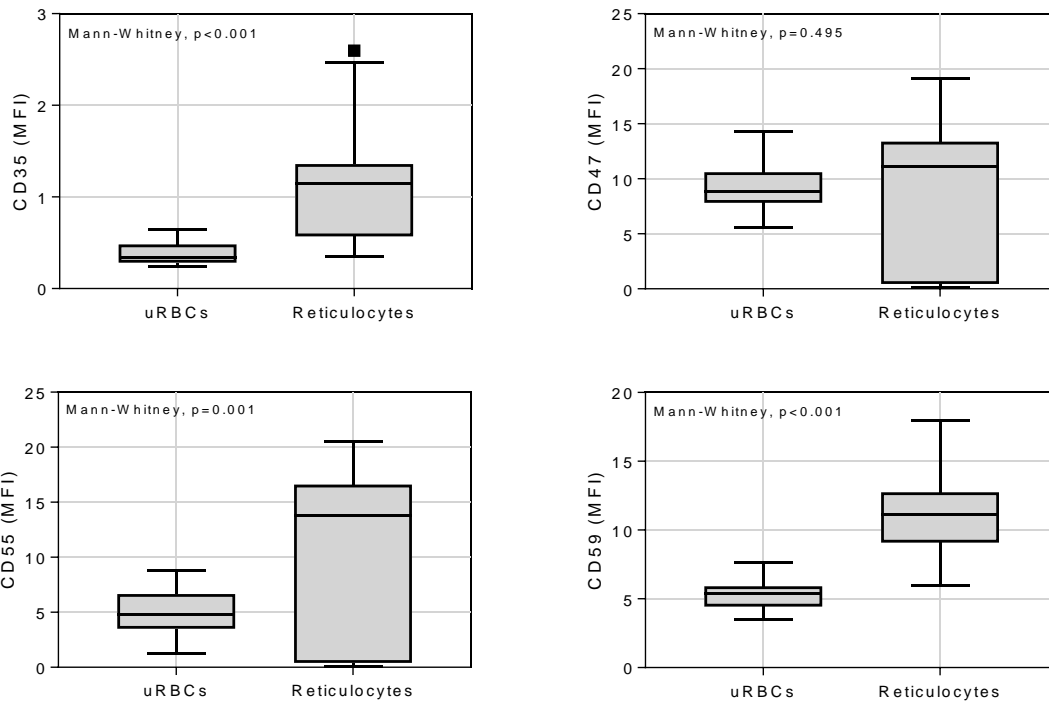 3
Mann-Whitney, p<0.001
2
1
0
CD35 (MFI)
uRBCs Reticulocytes
25
Mann-Whitney, p=0.495
20
15
10
5
0
CD47 (MFI)
uRBCs Reticulocytes
25
Mann-Whitney, p=0.001
20
15
10
5
0
CD55 (MFI)
uRBCs Reticulocytes
20
Mann-Whitney, p<0.001
15
10
5
0
CD59 (MFI)
uRBCs Reticulocytes